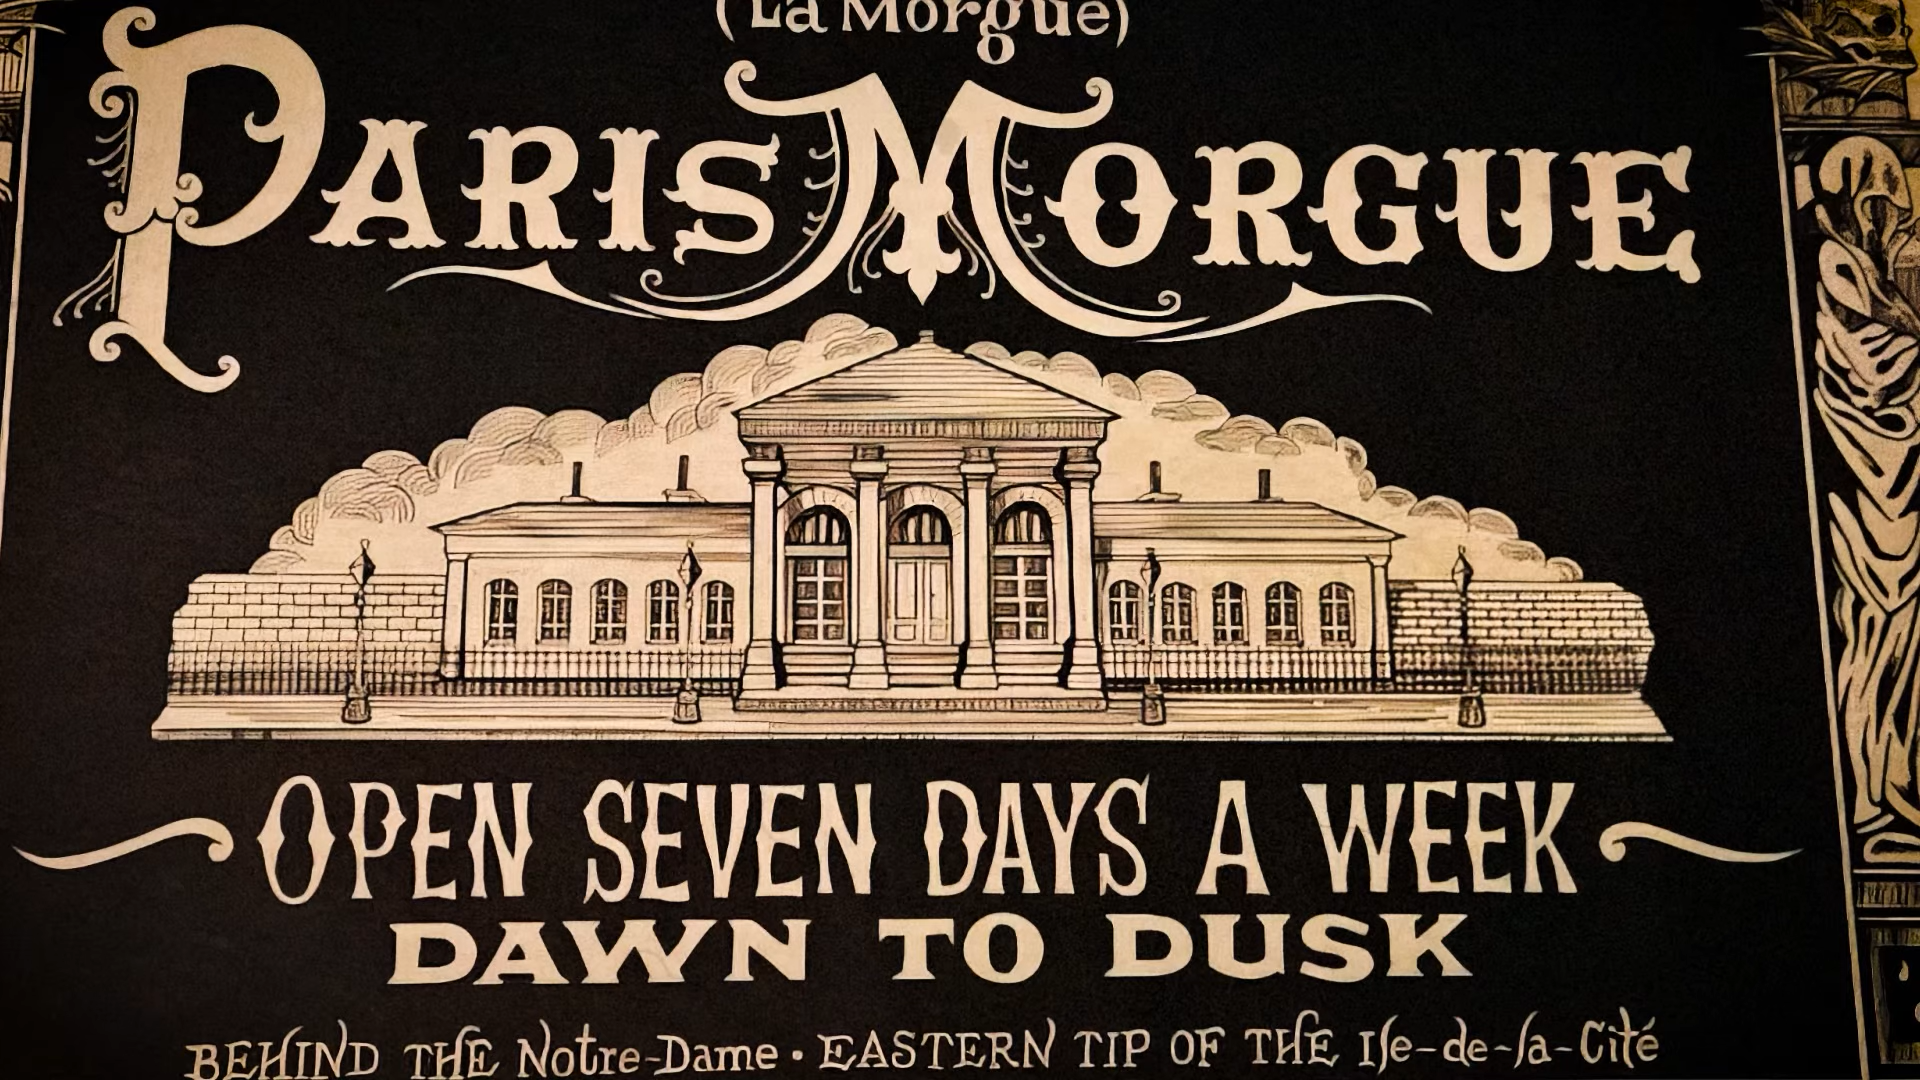 (La Morgue)
PARIS MORGUE
OPEN SEVEN DAYS A WEEK
DAWN TO DUSK
BEHIND THE Notre-Dame • EASTERN TIP OF THE Isle-de-la-Cité